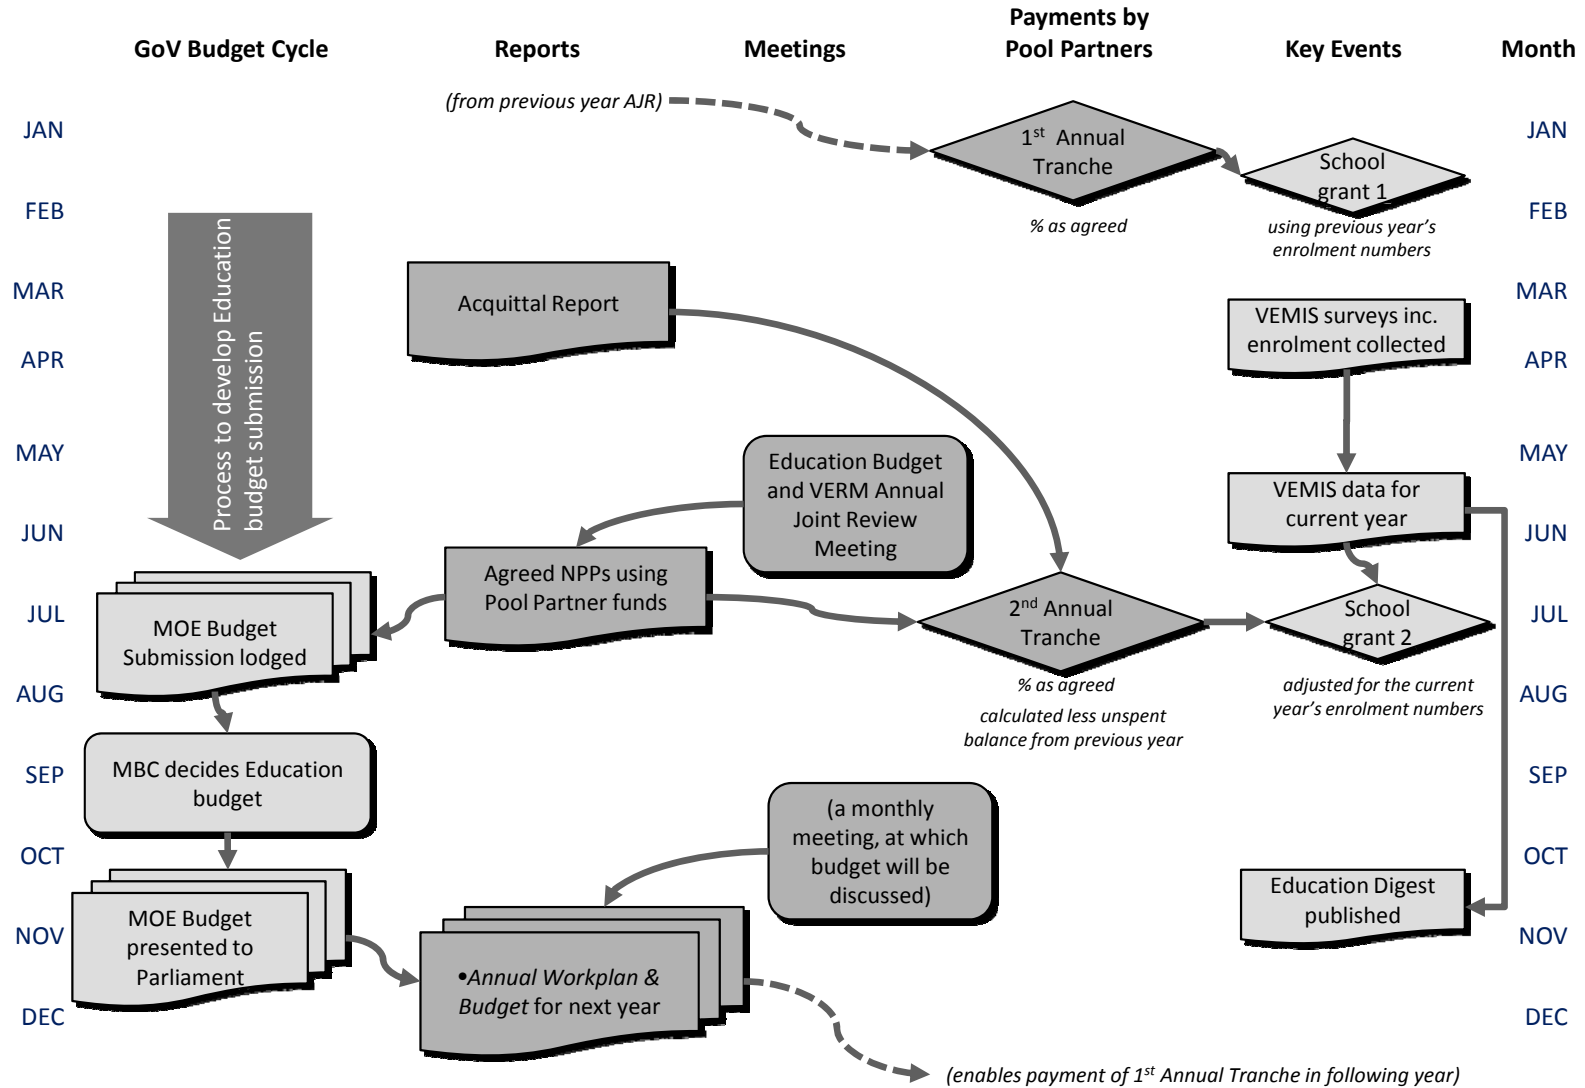 Payments by
GoV Budget Cycle
Reports
Meetings
Pool Partners
Key Events
Month
(from previous year AJR)
JAN
1st Annual
Tranche
School
grant 1
JAN
FEB
% as agreed
using previous year's
enrolment numbers
FEB
Process to develop Education
budget submission
MAR
Acquittal Report
VEMIS surveys inc.
enrolment collected
MAR
APR
APR
MAY
Education Budget
and VERM Annual
Joint Review
Meeting
VEMIS data for
current year
MAY
JUN
JUN
Agreed NPPs using
Pool Partner funds
JUL
MOE Budget
Submission lodged
2nd Annual
Tranche
School
grant 2
JUL
AUG
% as agreed
calculated less unspent
balance from previous year
adjusted for the current
year's enrolment numbers
AUG
SEP
MBC decides Education
budget
SEP
(a monthly
meeting, at which
budget will be
discussed)
OCT
OCT
MOE Budget
presented to
Parliament
Education Digest
published
NOV
NOV
•Annual Workplan &
Budget for next year
DEC
DEC
(enables payment of 1st Annual Tranche in following year)